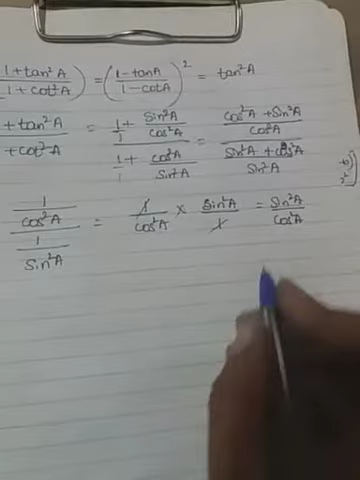 (1+tan²A / 1+cot²A) = (1-tanA / 1-cotA)² = tan²A
+tan²A / +cot²A = (1/1 + Sin²A/cos²A) / (1/1 + cos²A/Sin²A) = ((cos²A+Sin²A)/cos²A) / ((Sin²A+cos²A)/Sin²A)
(1/cos²A) / (1/Sin²A) = 1/cos²A × Sin²A/1 = Sin²A/cos²A